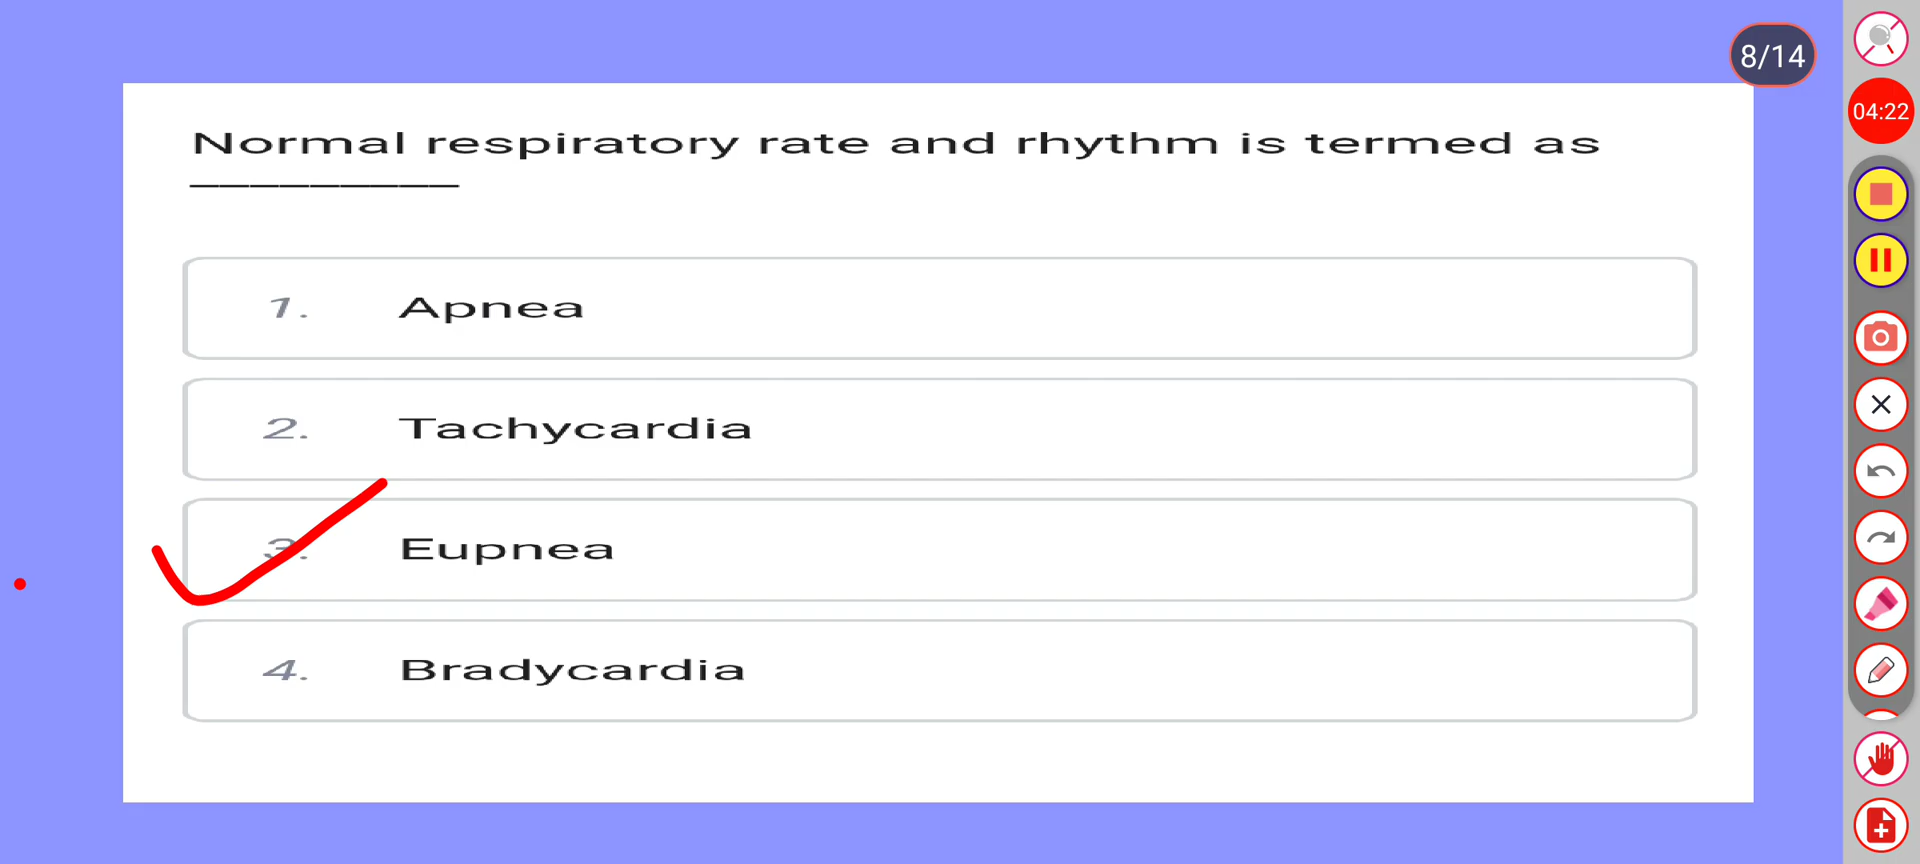 8/14
04:22
Normal respiratory rate and rhythm is termed as
_________
1. Apnea
2. Tachycardia
3. Eupnea
4. Bradycardia